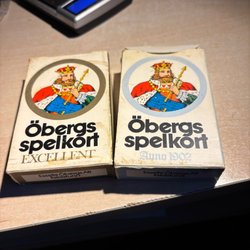 Öbergs
spelkort
EXCELLENT
Öbergs
spelkort
Anno 1902